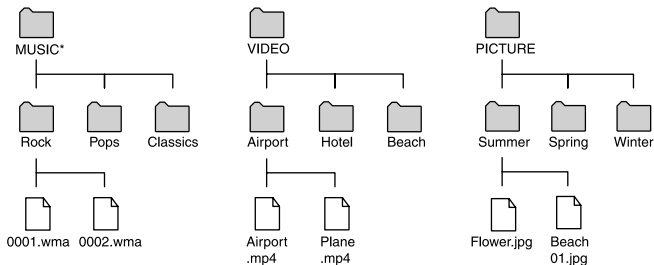 MUSIC*
VIDEO
PICTURE
Rock
Pops
Classics
Airport
Hotel
Beach
Summer
Spring
Winter
0001.wma
0002.wma
Airport
.mp4
Plane
.mp4
Flower.jpg
Beach
01.jpg